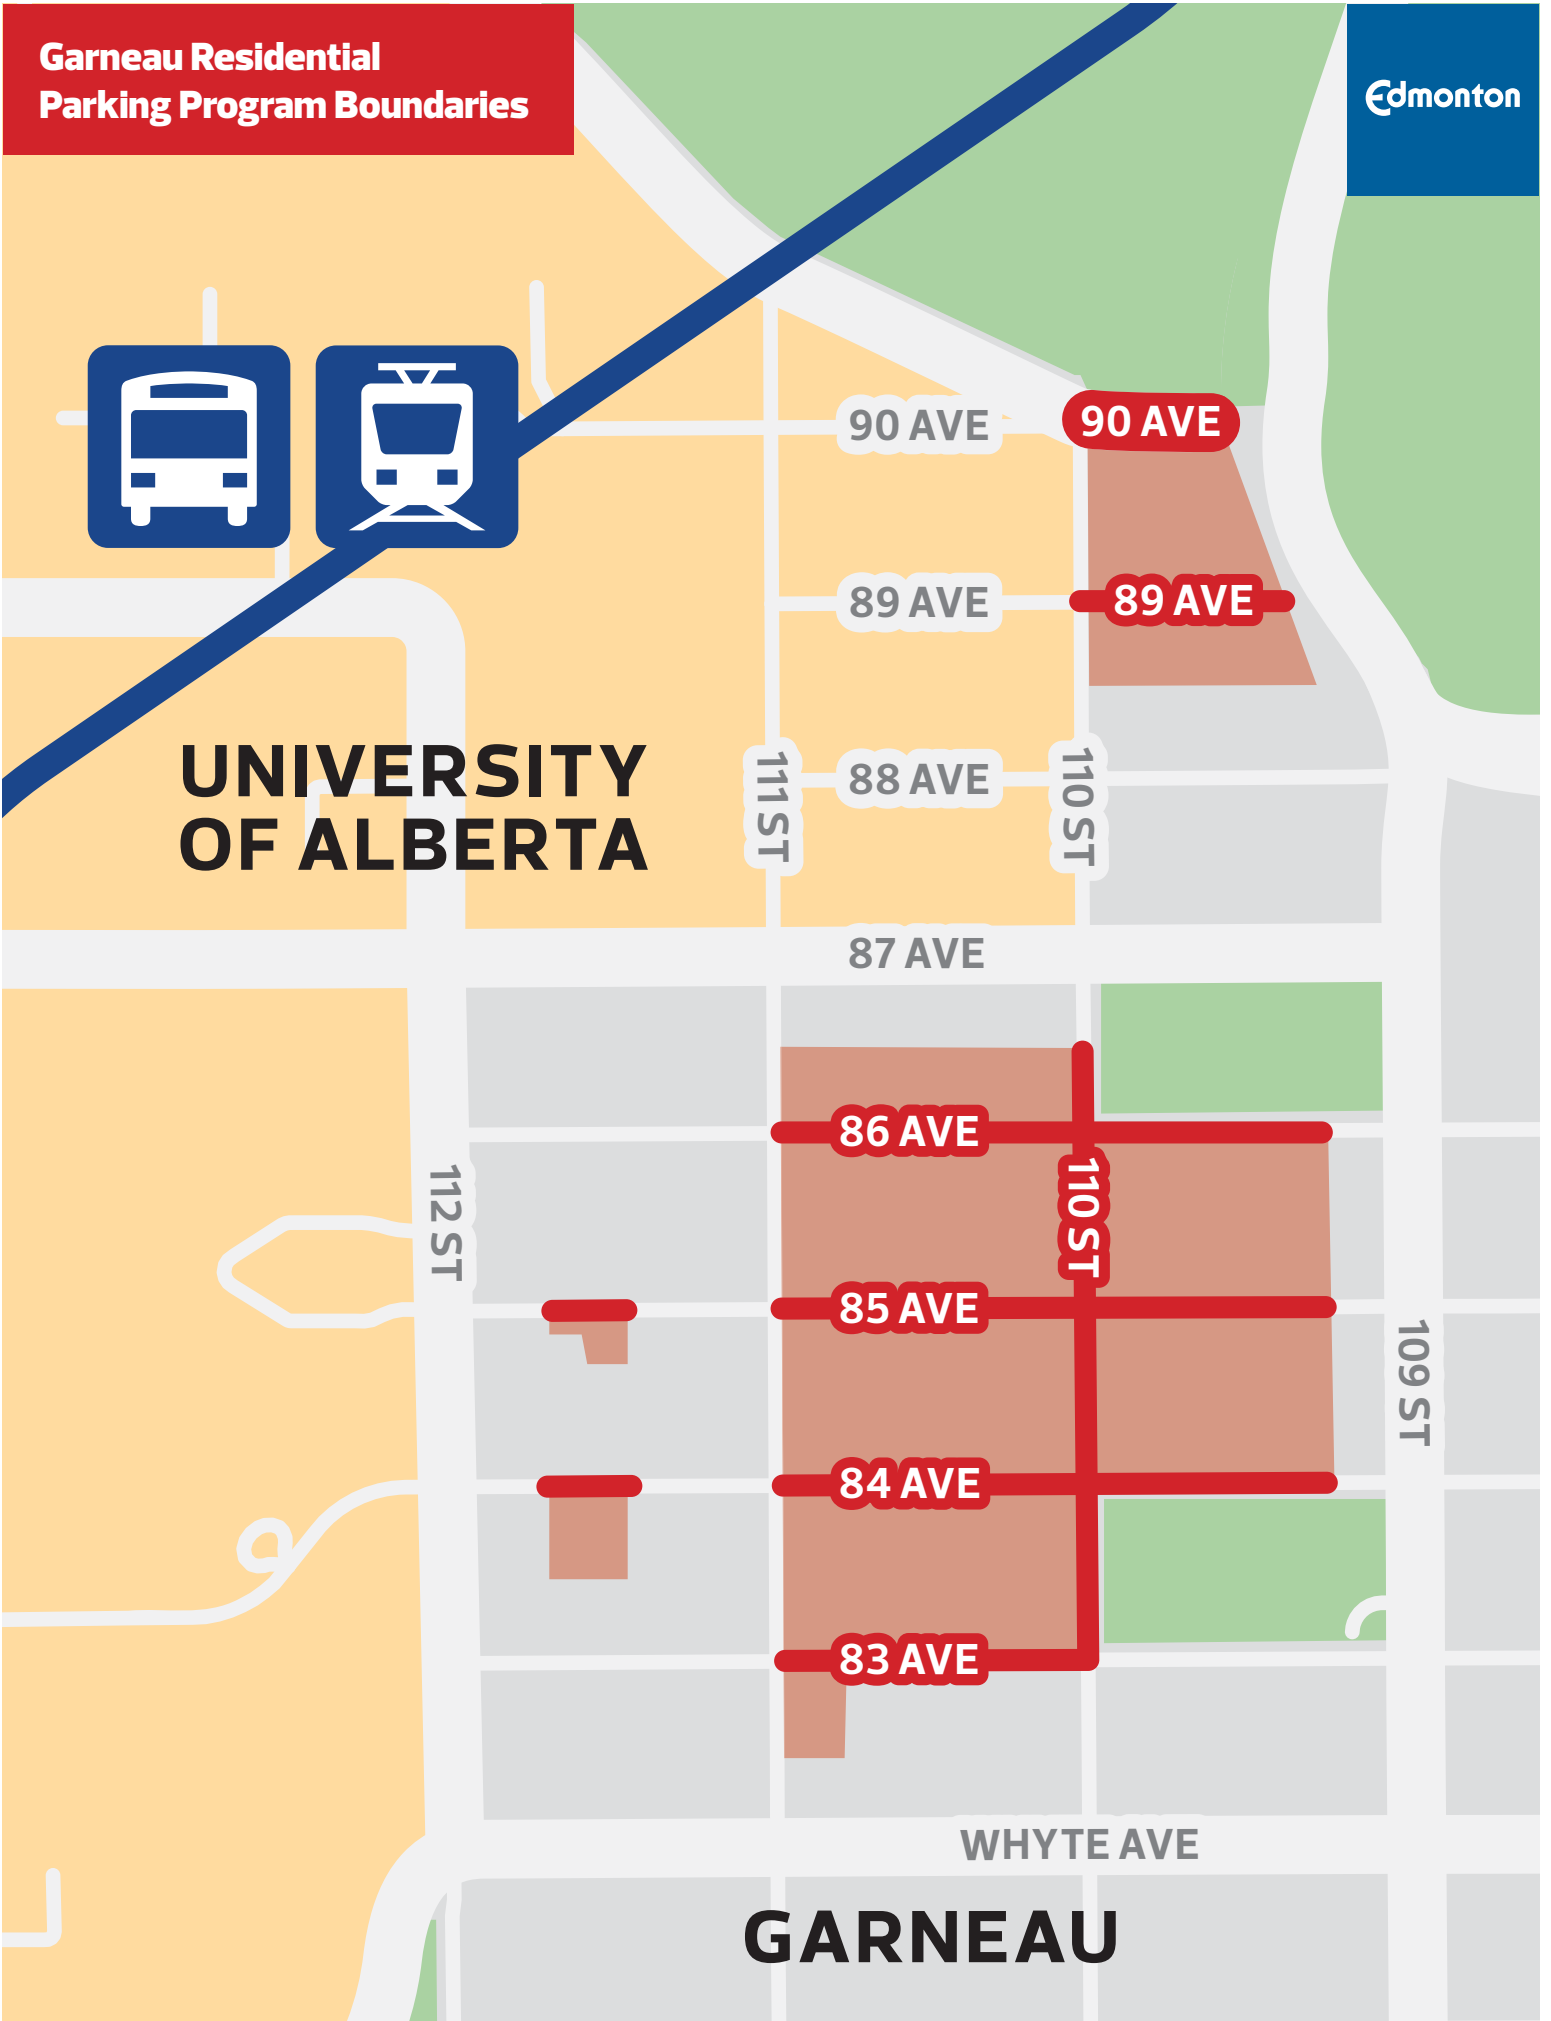 Garneau Residential
Parking Program Boundaries
Edmonton
90 AVE
90 AVE
89 AVE
89 AVE
UNIVERSITY
OF ALBERTA
111 ST
88 AVE
110 ST
87 AVE
86 AVE
112 ST
110 ST
85 AVE
109 ST
84 AVE
83 AVE
WHYTE AVE
GARNEAU